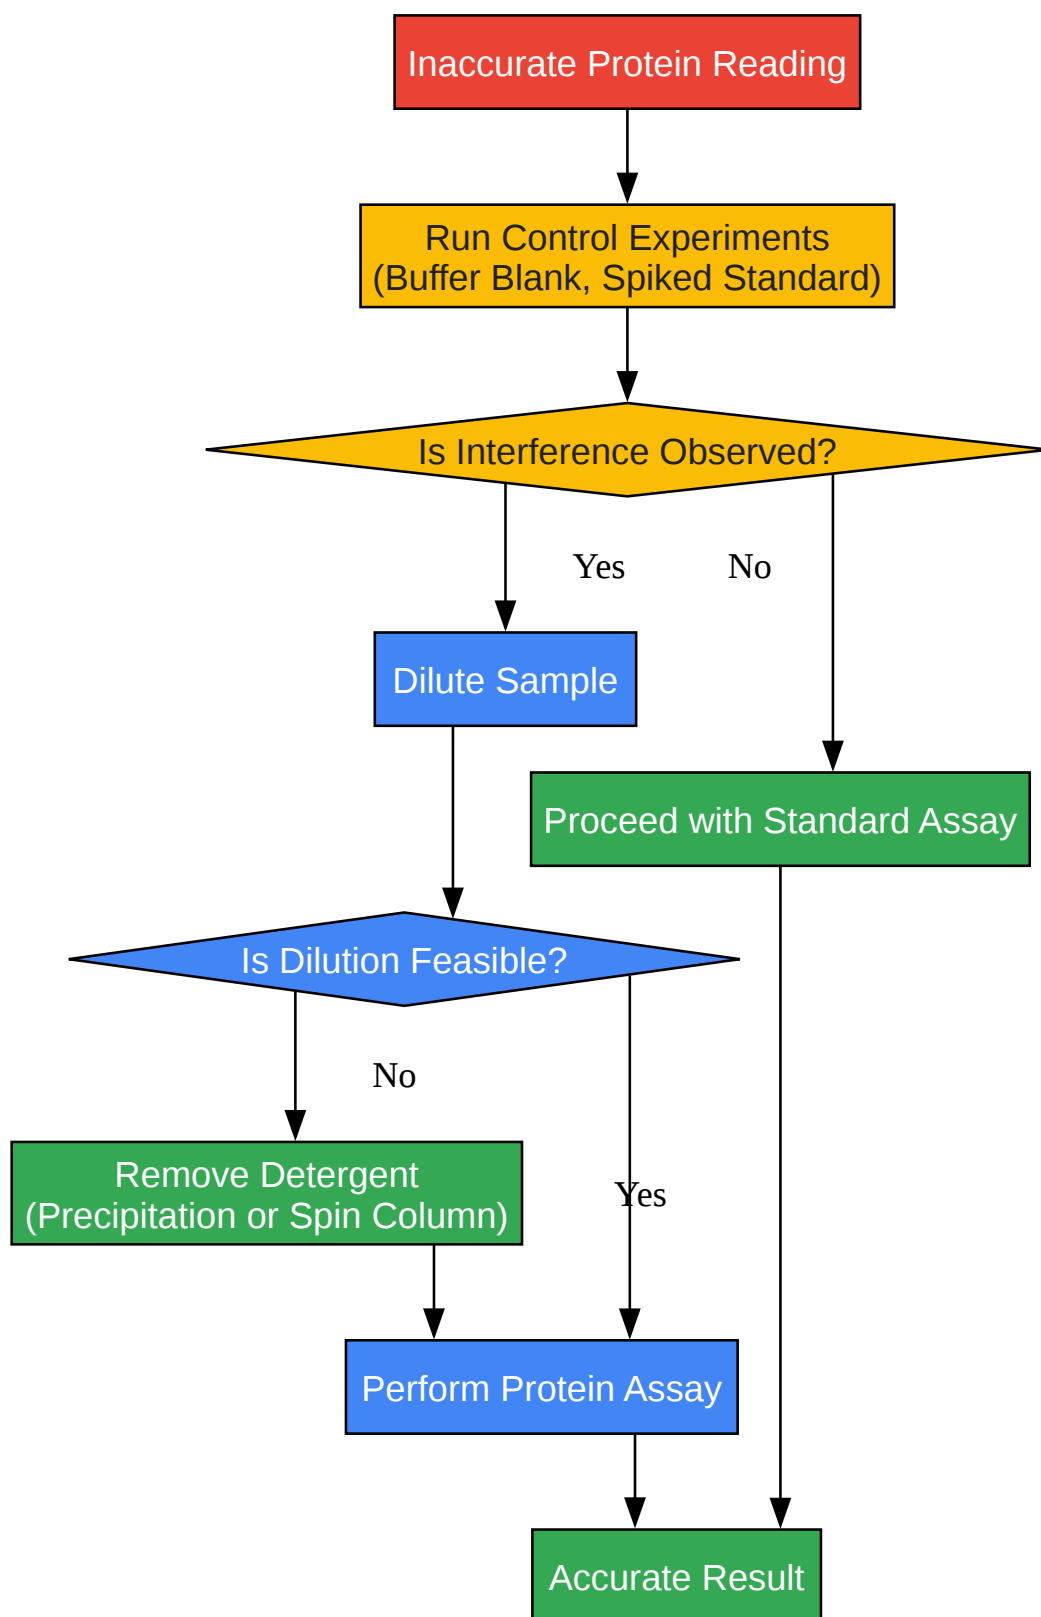 Inaccurate Protein Reading
Run Control Experiments
(Buffer Blank, Spiked Standard)
Is Interference Observed?
Yes
No
Dilute Sample
Proceed with Standard Assay
Is Dilution Feasible?
No
Remove Detergent
(Precipitation or Spin Column)
Yes
Perform Protein Assay
Accurate Result